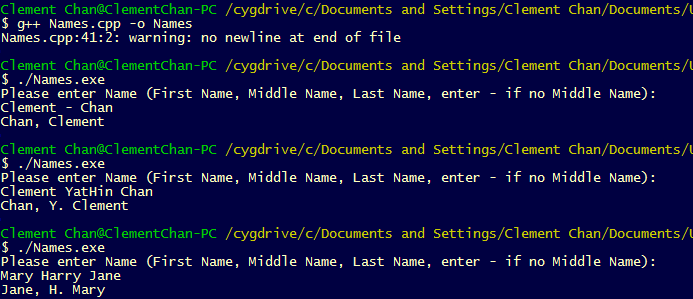 Clement Chan@ClementChan-PC /cygdrive/c/Documents and Settings/Clement Chan/Documents/
$ g++ Names.cpp -o Names
Names.cpp:41:2: warning: no newline at end of file
Clement Chan@ClementChan-PC /cygdrive/c/Documents and Settings/Clement Chan/Documents/
$ ./Names.exe
Please enter Name (First Name, Middle Name, Last Name, enter - if no Middle Name):
Clement - Chan
Chan, Clement
Clement Chan@ClementChan-PC /cygdrive/c/Documents and Settings/Clement Chan/Documents/
$ ./Names.exe
Please enter Name (First Name, Middle Name, Last Name, enter - if no Middle Name):
Clement YatHin Chan
Chan, Y. Clement
Clement Chan@ClementChan-PC /cygdrive/c/Documents and Settings/Clement Chan/Documents/
$ ./Names.exe
Please enter Name (First Name, Middle Name, Last Name, enter - if no Middle Name):
Mary Harry Jane
Jane, H. Mary